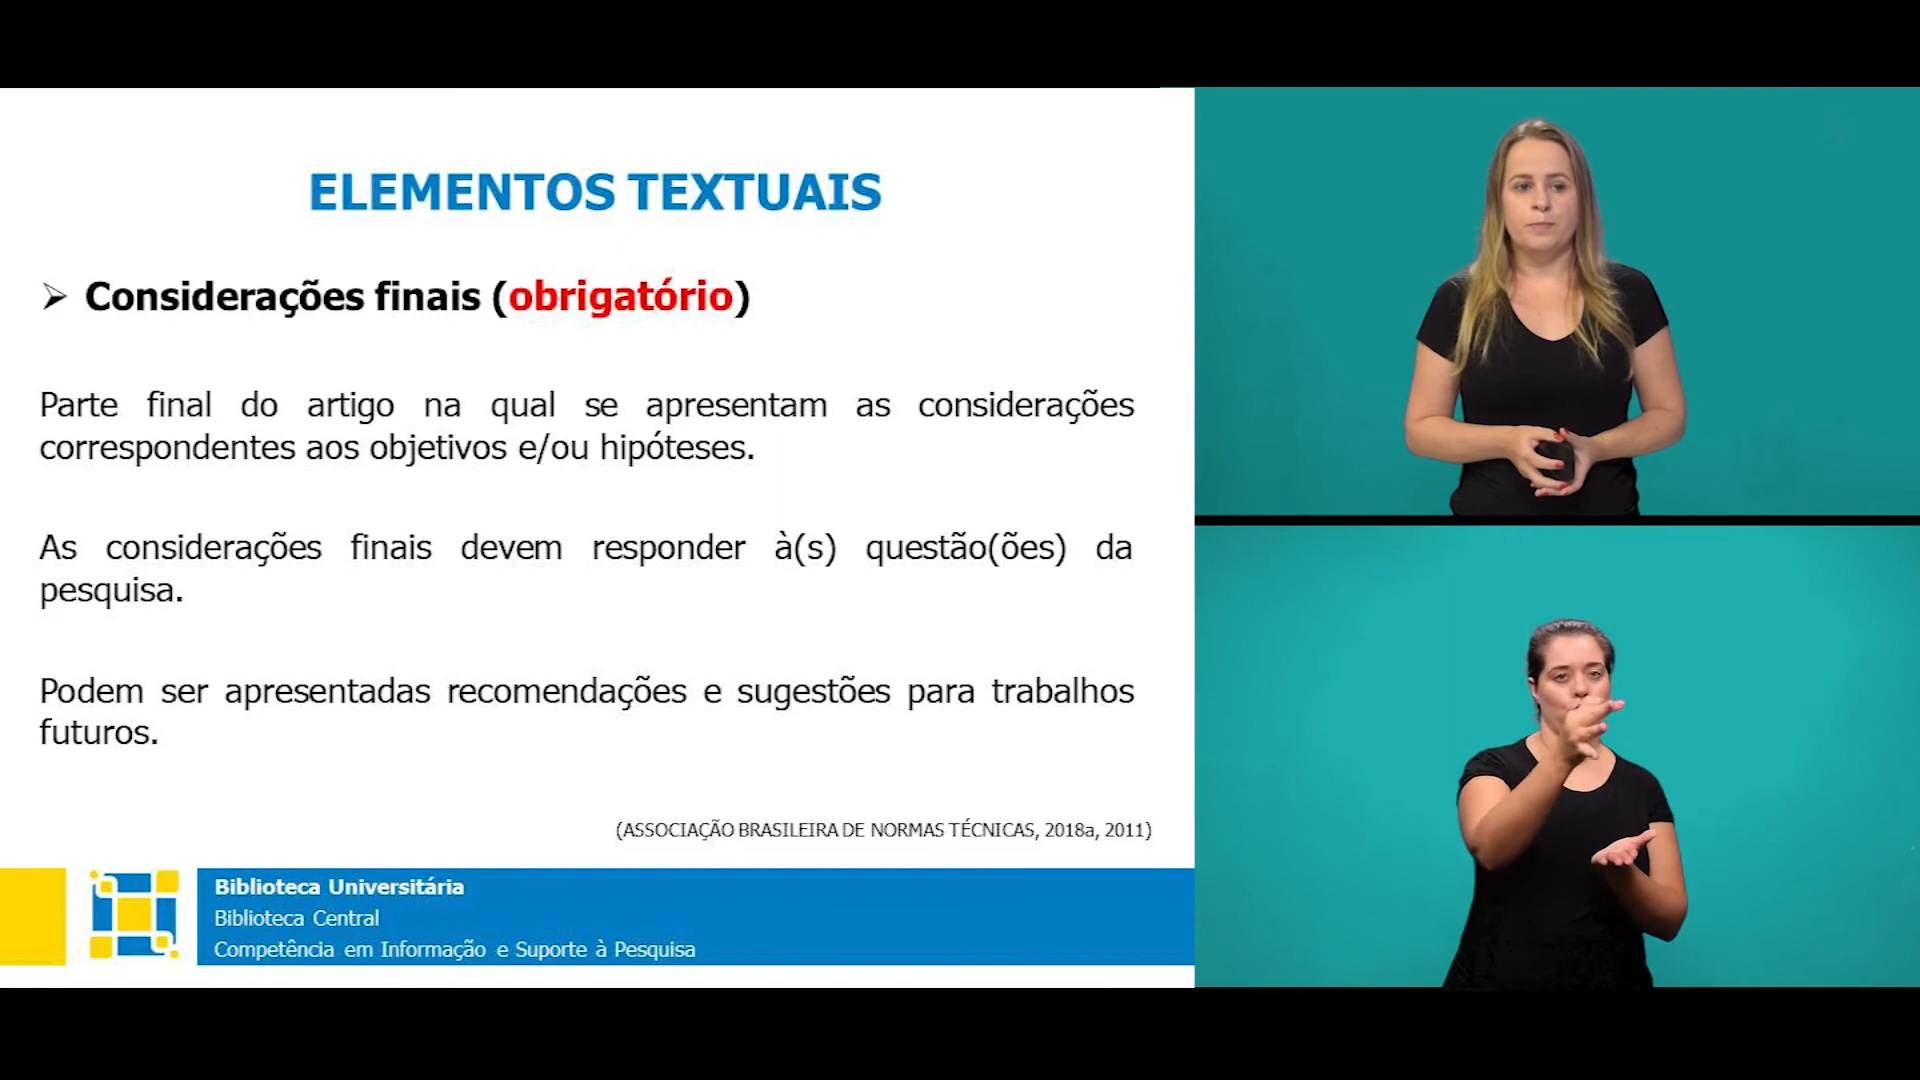 ELEMENTOS TEXTUAIS
➢ Considerações finais (obrigatório)
Parte final do artigo na qual se apresentam as considerações
correspondentes aos objetivos e/ou hipóteses.
As considerações finais devem responder à(s) questão(ões) da
pesquisa.
Podem ser apresentadas recomendações e sugestões para trabalhos
futuros.
(ASSOCIAÇÃO BRASILEIRA DE NORMAS TÉCNICAS, 2018a, 2011)
Biblioteca Universitária
Biblioteca Central
Competência em Informação e Suporte à Pesquisa